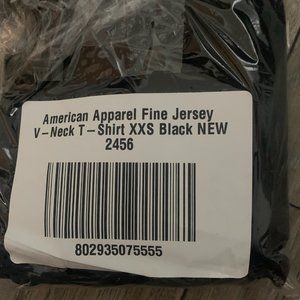 American Apparel Fine Jersey
V-Neck T-Shirt XXS Black NEW
2456
802935075555